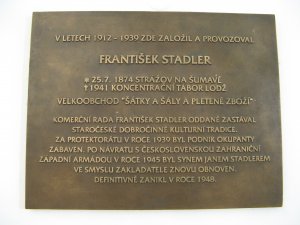 V LETECH 1912 - 1939 ZDE ZALOŽIL A PROVOZOVAL
FRANTIŠEK STADLER
* 25.7. 1874 STRAŽOV NA ŠUMAVĚ
† 1941 KONCENTRAČNÍ TÁBOR LODŽ
VELKOOBCHOD "ŠÁTKY A ŠÁLY A PLETENÉ ZBOŽÍ"
KOMERČNÍ RADA FRANTIŠEK STADLER ODDANĚ ZASTÁVAL
STAROČESKÉ DOBROČINNÉ KULTURNÍ TRADICE.
ZA PROTEKTORÁTU V ROCE 1939 BYL PODNIK OKUPANTY
ZABAVEN. PO NÁVRATU S ČESKOSLOVENSKOU ZAHRANIČNÍ
ZÁPADNÍ ARMÁDOU V ROCE 1945 BYL SYNEM JANEM STADLEREM
VE SMYSLU ZAKLADATELE ZNOVU OBNOVEN.
DEFINITIVNĚ ZANIKL V ROCE 1948.